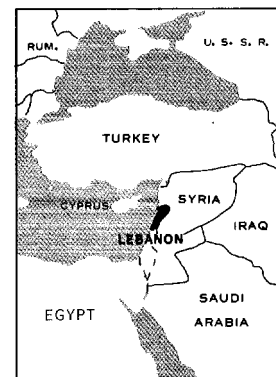 RUM.
U. S. S. R.
TURKEY
CYPRUS
SYRIA
LEBANON
IRAQ
EGYPT
SAUDI
ARABIA